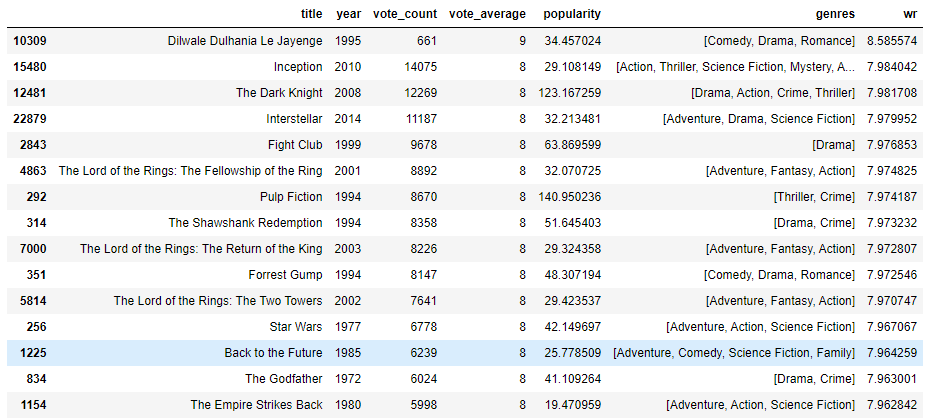 title year vote_count vote_average popularity genres wr
10309 Dilwale Dulhania Le Jayenge 1995 661 9 34.457024 [Comedy, Drama, Romance] 8.585574
15480 Inception 2010 14075 8 29.108149 [Action, Thriller, Science Fiction, Mystery, A... 7.984042
12481 The Dark Knight 2008 12269 8 123.167259 [Drama, Action, Crime, Thriller] 7.981708
22879 Interstellar 2014 11187 8 32.213481 [Adventure, Drama, Science Fiction] 7.979952
2843 Fight Club 1999 9678 8 63.869599 [Drama] 7.976853
4863 The Lord of the Rings: The Fellowship of the Ring 2001 8892 8 32.070725 [Adventure, Fantasy, Action] 7.974825
292 Pulp Fiction 1994 8670 8 140.950236 [Thriller, Crime] 7.974187
314 The Shawshank Redemption 1994 8358 8 51.645403 [Drama, Crime] 7.973232
7000 The Lord of the Rings: The Return of the King 2003 8226 8 29.324358 [Adventure, Fantasy, Action] 7.972807
351 Forrest Gump 1994 8147 8 48.307194 [Comedy, Drama, Romance] 7.972546
5814 The Lord of the Rings: The Two Towers 2002 7641 8 29.423537 [Adventure, Fantasy, Action] 7.970747
256 Star Wars 1977 6778 8 42.149697 [Adventure, Action, Science Fiction] 7.967067
1225 Back to the Future 1985 6239 8 25.778509 [Adventure, Comedy, Science Fiction, Family] 7.964259
834 The Godfather 1972 6024 8 41.109264 [Drama, Crime] 7.963001
1154 The Empire Strikes Back 1980 5998 8 19.470959 [Adventure, Action, Science Fiction] 7.962842